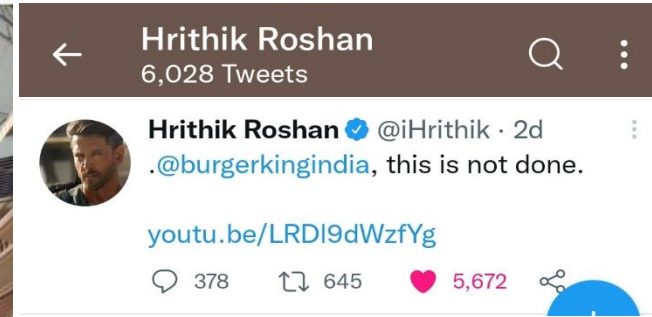 Hrithik Roshan
6,028 Tweets
Hrithik Roshan @iHrithik · 2d
.@burgerkingindia, this is not done.
youtu.be/LRDI9dWzfYg
378 645 5,672